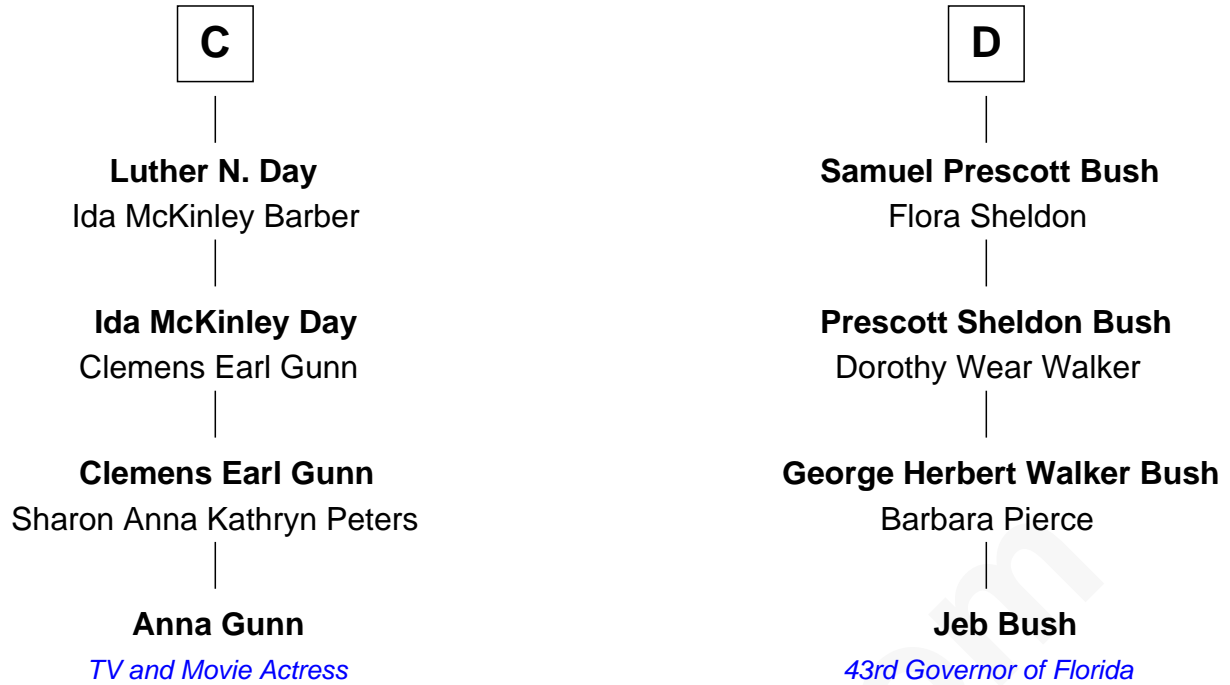 C
Luther N. Day
Ida McKinley Barber
Ida McKinley Day
Clemens Earl Gunn
Clemens Earl Gunn
Sharon Anna Kathryn Peters
Anna Gunn
TV and Movie Actress
D
Samuel Prescott Bush
Flora Sheldon
Prescott Sheldon Bush
Dorothy Wear Walker
George Herbert Walker Bush
Barbara Pierce
Jeb Bush
43rd Governor of Florida